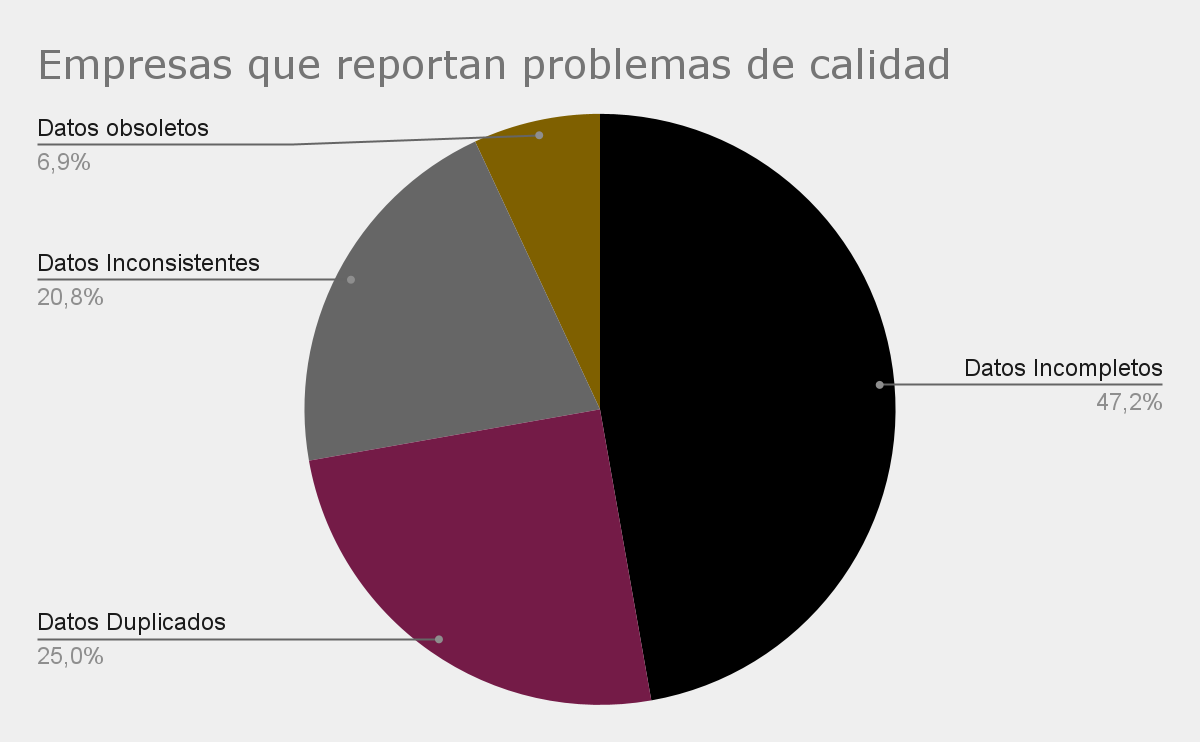 Empresas que reportan problemas de calidad
Datos obsoletos
6,9%
Datos Inconsistentes
20,8%
Datos Incompletos
47,2%
Datos Duplicados
25,0%